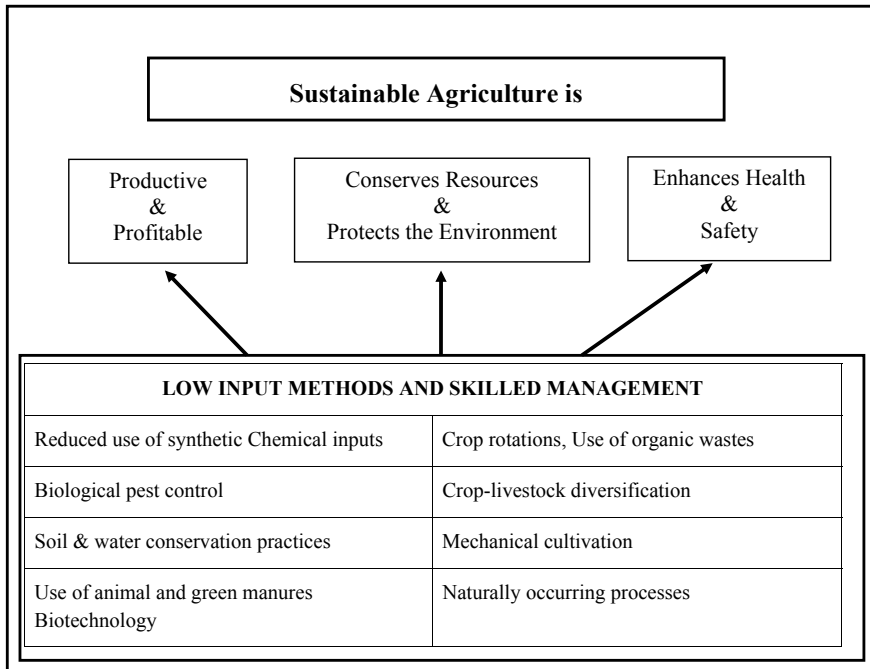 Sustainable Agriculture is
Productive
&
Profitable
Conserves Resources
&
Protects the Environment
Enhances Health
&
Safety
LOW INPUT METHODS AND SKILLED MANAGEMENT
Reduced use of synthetic Chemical inputs
Crop rotations, Use of organic wastes
Biological pest control
Crop-livestock diversification
Soil & water conservation practices
Mechanical cultivation
Use of animal and green manures
Biotechnology
Naturally occurring processes